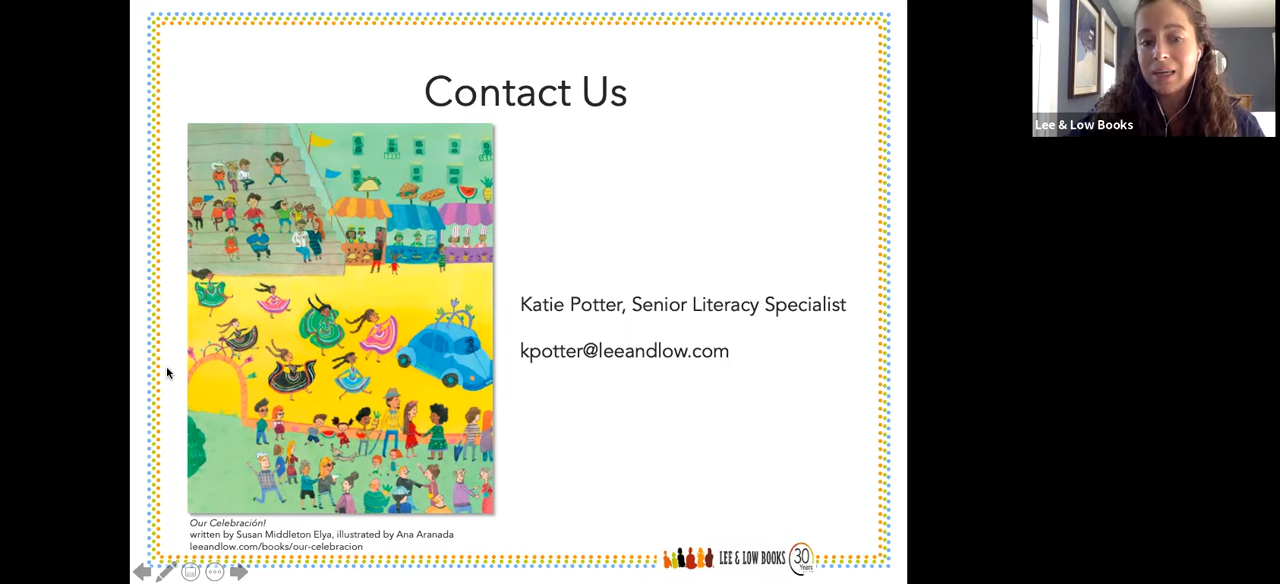 Contact Us
Lee & Low Books
Katie Potter, Senior Literacy Specialist
kpotter@leeandlow.com
Our Celebración!
written by Susan Middleton Elya, illustrated by Ana Aranada
leeandlow.com/books/our-celebracion
LEE & LOW BOOKS
30
Years